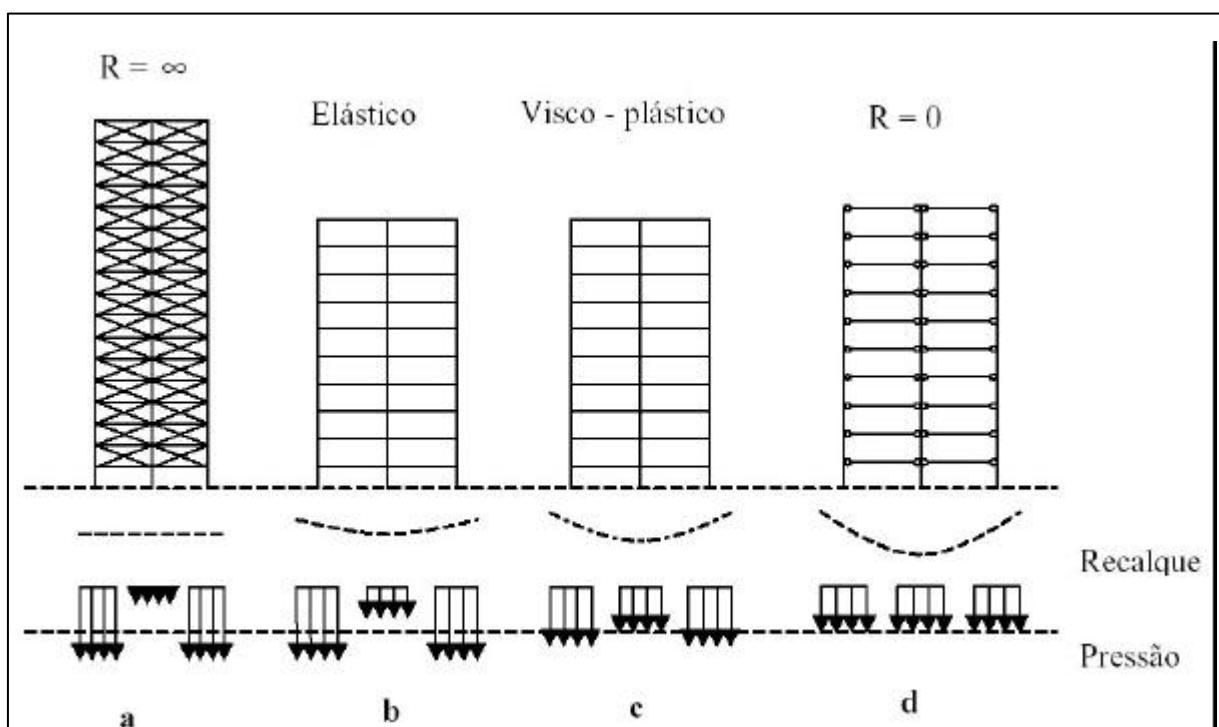 R = ∞
Elástico
Visco - plástico
R = 0
Recalque
Pressão
a
b
c
d